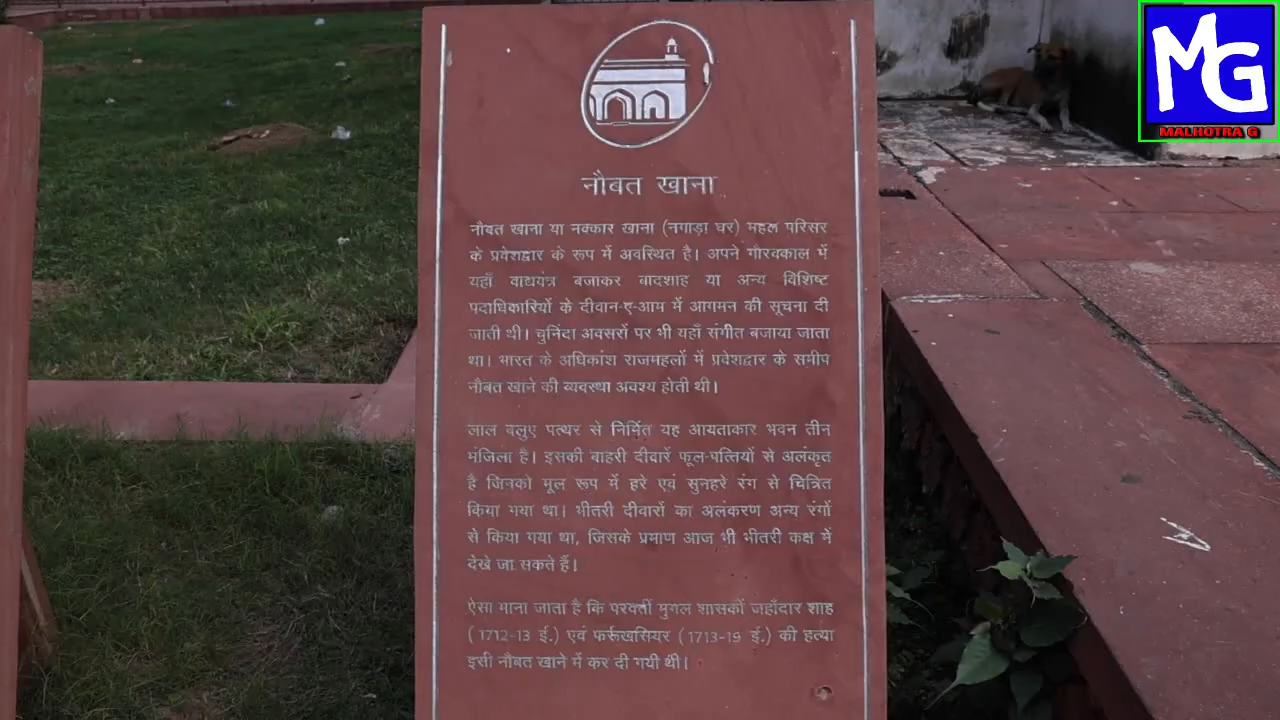 MG
MALHOTRA G
नौबत खाना
नौबत खाना या नक्कार खाना (नगाड़ा घर) महल परिसर
के प्रवेशद्वार के रूप में अवस्थित है। अपने गौरवकाल में
यहाँ वाद्ययंत्र बजाकर बादशाह या अन्य विशिष्ट
पदाधिकारियों के दीवान-ए-आम में आगमन की सूचना दी
जाती थी। चुनिंदा अवसरों पर भी यहाँ संगीत बजाया जाता
था। भारत के अधिकांश राजमहलों में प्रवेशद्वार के समीप
नौबत खाने की व्यवस्था अवश्य होती थी।
लाल बलुए पत्थर से निर्मित यह आयताकार भवन तीन
मंजिला है। इसकी बाहरी दीवारें फूल-पत्तियों से अलंकृत
है जिनको मूल रूप में हरे एवं सुनहरे रंग से चित्रित
किया गया था। भीतरी दीवारों का अलंकरण अन्य रंगों
से किया गया था, जिसके प्रमाण आज भी भीतरी कक्ष में
देखे जा सकते हैं।
ऐसा माना जाता है कि परवर्ती मुगल शासकों जहाँदार शाह
(1712-13 ई.) एवं फर्रूखसियर (1713-19 ई.) की हत्या
इसी नौबत खाने में कर दी गयी थी।